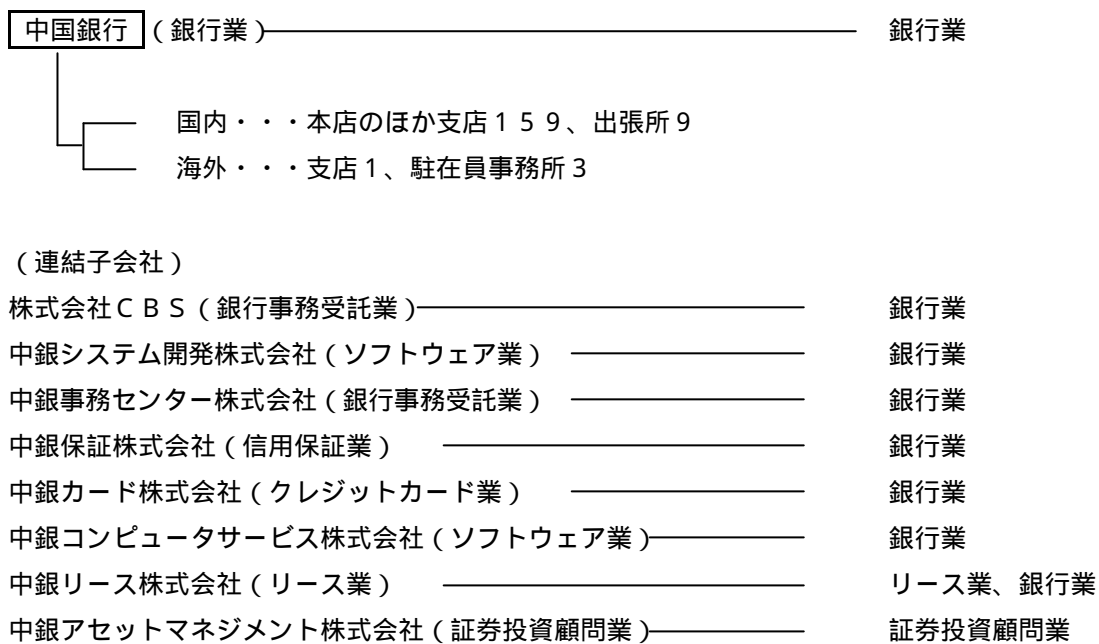 中国銀行 (銀行業) 銀行業
国内・・・本店のほか支店159、出張所9
海外・・・支店1、駐在員事務所3
(連結子会社)
株式会社CBS(銀行事務受託業) 銀行業
中銀システム開発株式会社(ソフトウェア業) 銀行業
中銀事務センター株式会社(銀行事務受託業) 銀行業
中銀保証株式会社(信用保証業) 銀行業
中銀カード株式会社(クレジットカード業) 銀行業
中銀コンピュータサービス株式会社(ソフトウェア業) 銀行業
中銀リース株式会社(リース業) リース業、銀行業
中銀アセットマネジメント株式会社(証券投資顧問業) 証券投資顧問業